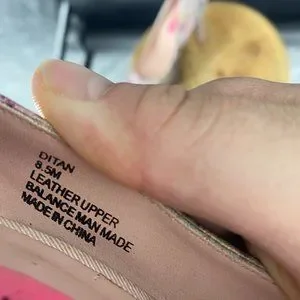 DITAN
8.5M
LEATHER UPPER
BALANCE MAN MADE
MADE IN CHINA